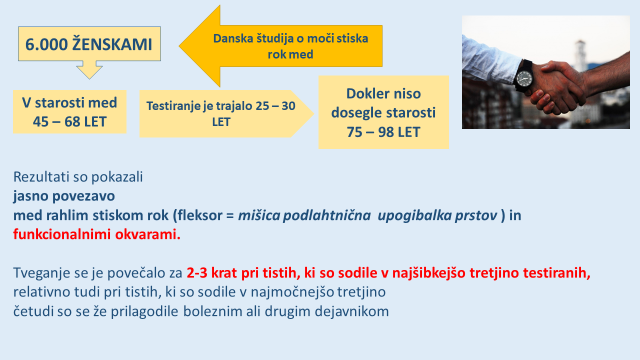 Danska študija o moči stiska
rok med
6.000 ŽENSKAMI
V starosti med
45 – 68 LET
Testiranje je trajalo 25 – 30
LET
Dokler niso
dosegle starosti
75 – 98 LET
Rezultati so pokazali
jasno povezavo
med rahlim stiskom rok (fleksor = mišica podlahtnična upogibalka prstov ) in
funkcionalnimi okvarami.
Tveganje se je povečalo za 2-3 krat pri tistih, ki so sodile v najšibkejšo tretjino testiranih,
relativno tudi pri tistih, ki so sodile v najmočnejšo tretjino
četudi so se že prilagodile boleznim ali drugim dejavnikom